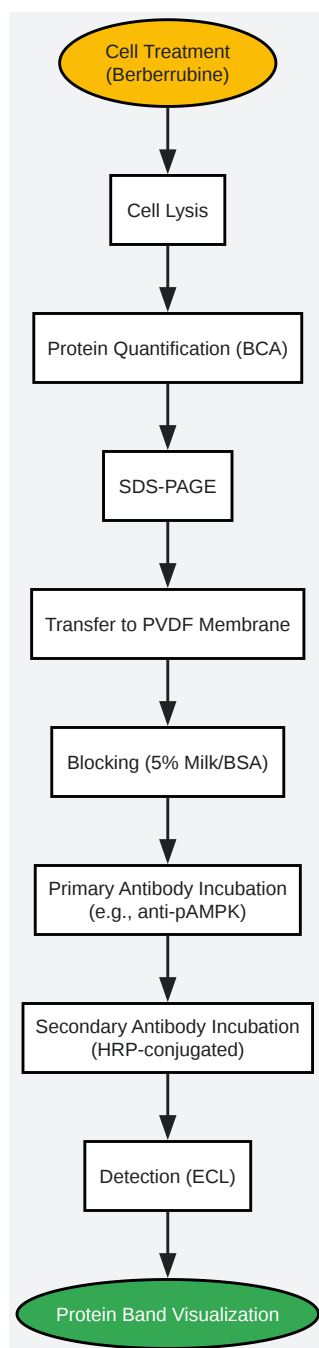 Cell Treatment
(Berberrubine)
Cell Lysis
Protein Quantification (BCA)
SDS-PAGE
Transfer to PVDF Membrane
Blocking (5% Milk/BSA)
Primary Antibody Incubation
(e.g., anti-pAMPK)
Secondary Antibody Incubation
(HRP-conjugated)
Detection (ECL)
Protein Band Visualization